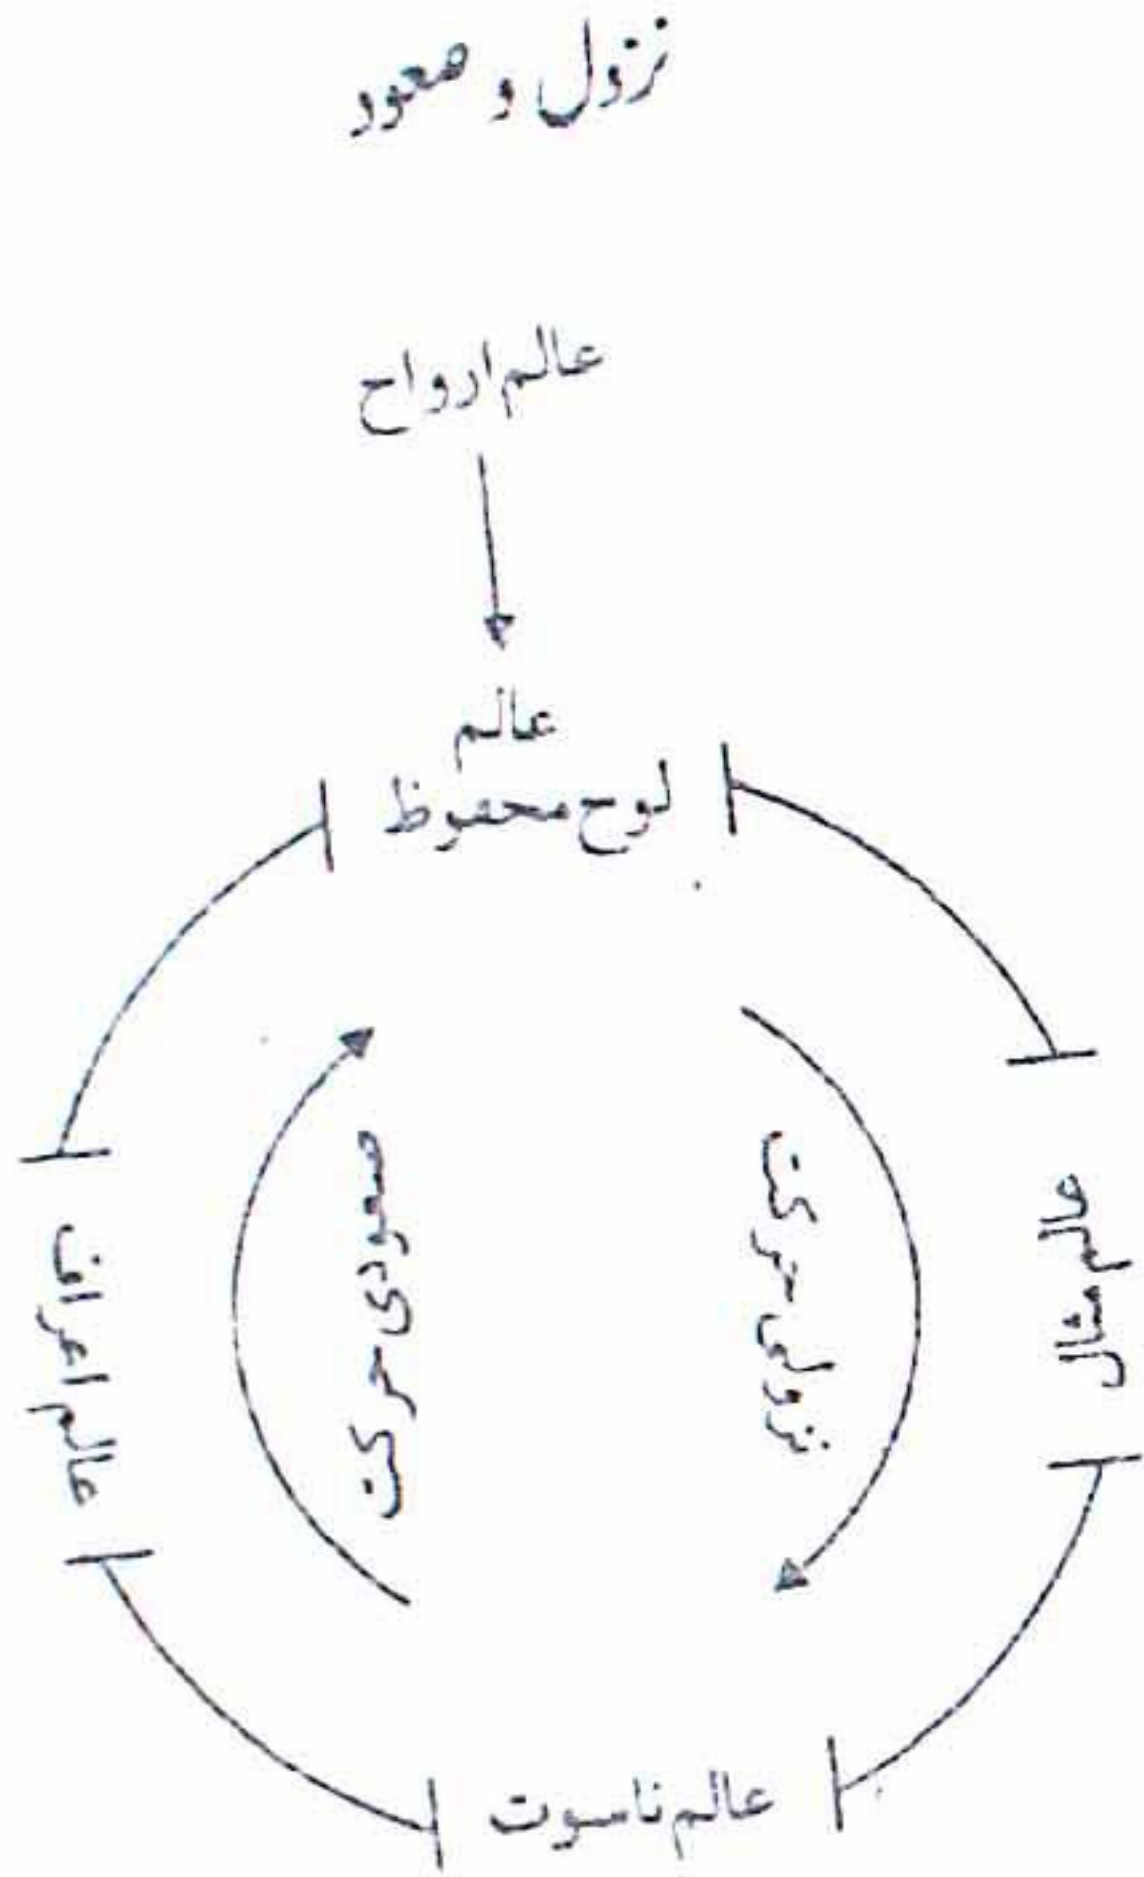 نزول و صعود
عالم ارواح
عالم
لوح محفوظ
عالم مثال
نزولی حرکت
صعودی حرکت
عالم اعراف
عالم ناسوت